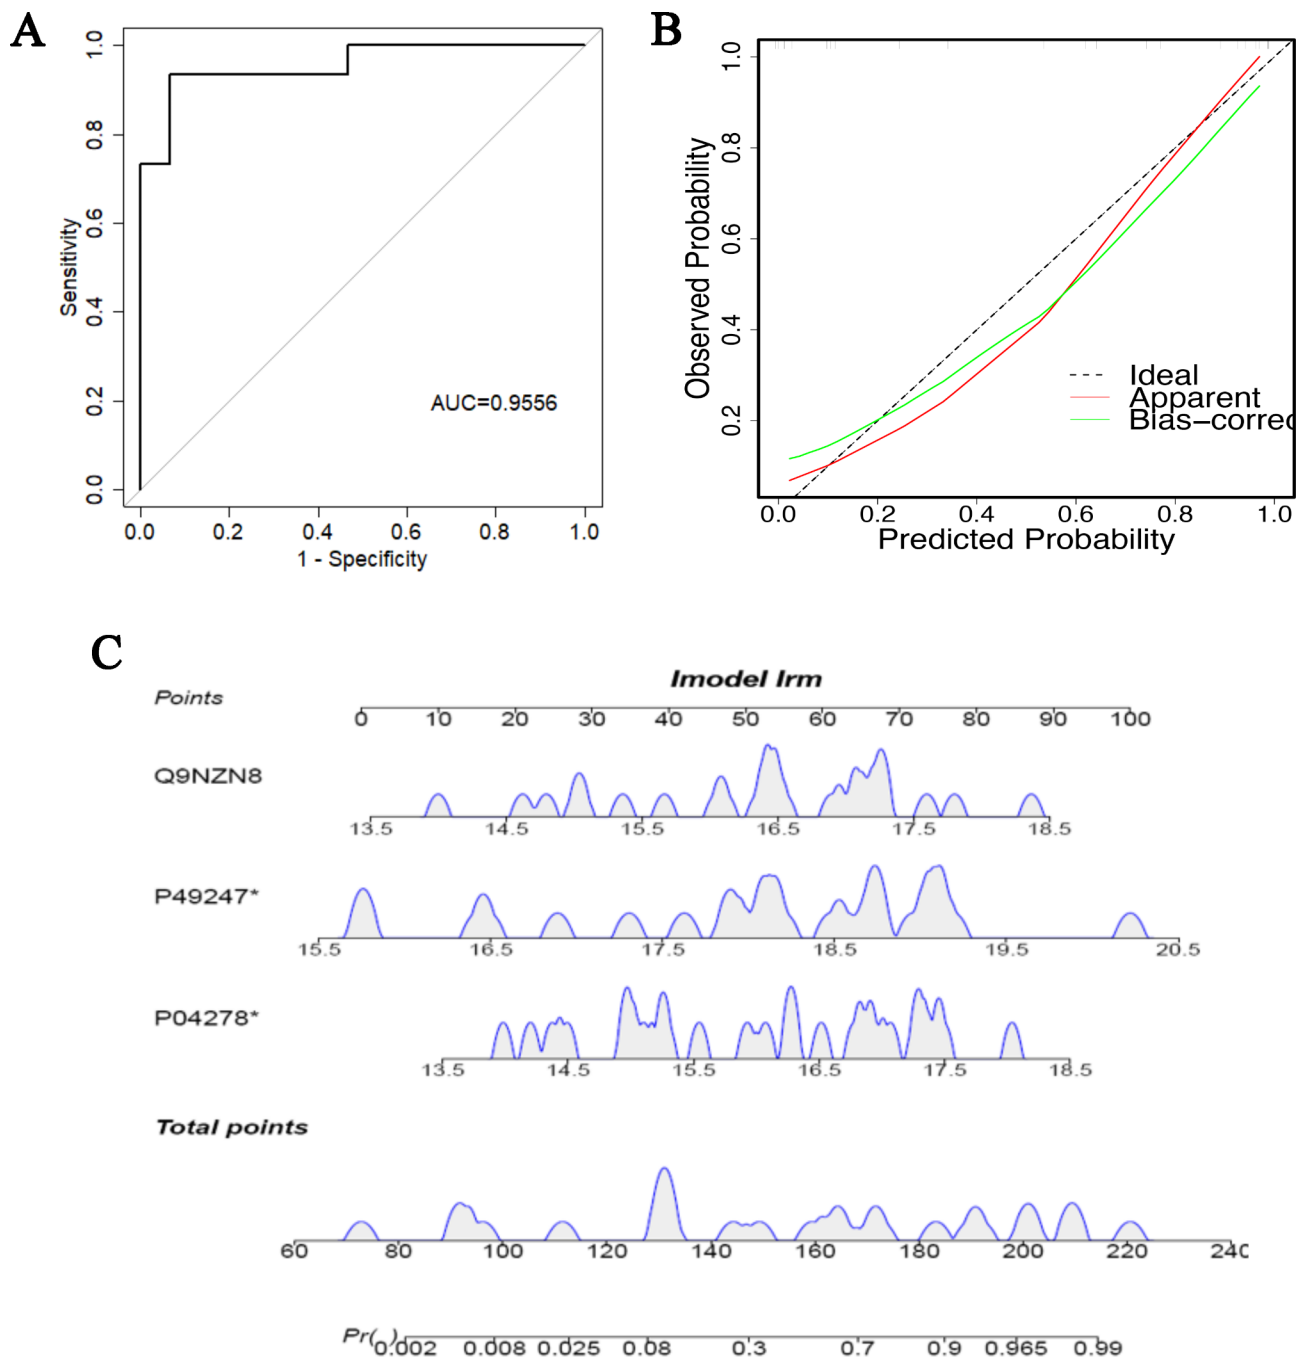 A
1.0
0.8
0.6
0.4
0.2
0.0
Sensitivity
AUC=0.9556
0.0 0.2 0.4 0.6 0.8 1.0
1 - Specificity
B
1.0
0.8
0.6
0.4
0.2
Observed Probability
Ideal
Apparent
Bias-correc
0.0 0.2 0.4 0.6 0.8 1.0
Predicted Probability
C
lmodel lrm
Points
0 10 20 30 40 50 60 70 80 90 100
Q9NZN8
13.5 14.5 15.5 16.5 17.5 18.5
P49247*
15.5 16.5 17.5 18.5 19.5 20.5
P04278*
13.5 14.5 15.5 16.5 17.5 18.5
Total points
60 80 100 120 140 160 180 200 220 240
Pr( )
0.002 0.008 0.025 0.08 0.3 0.7 0.9 0.965 0.99